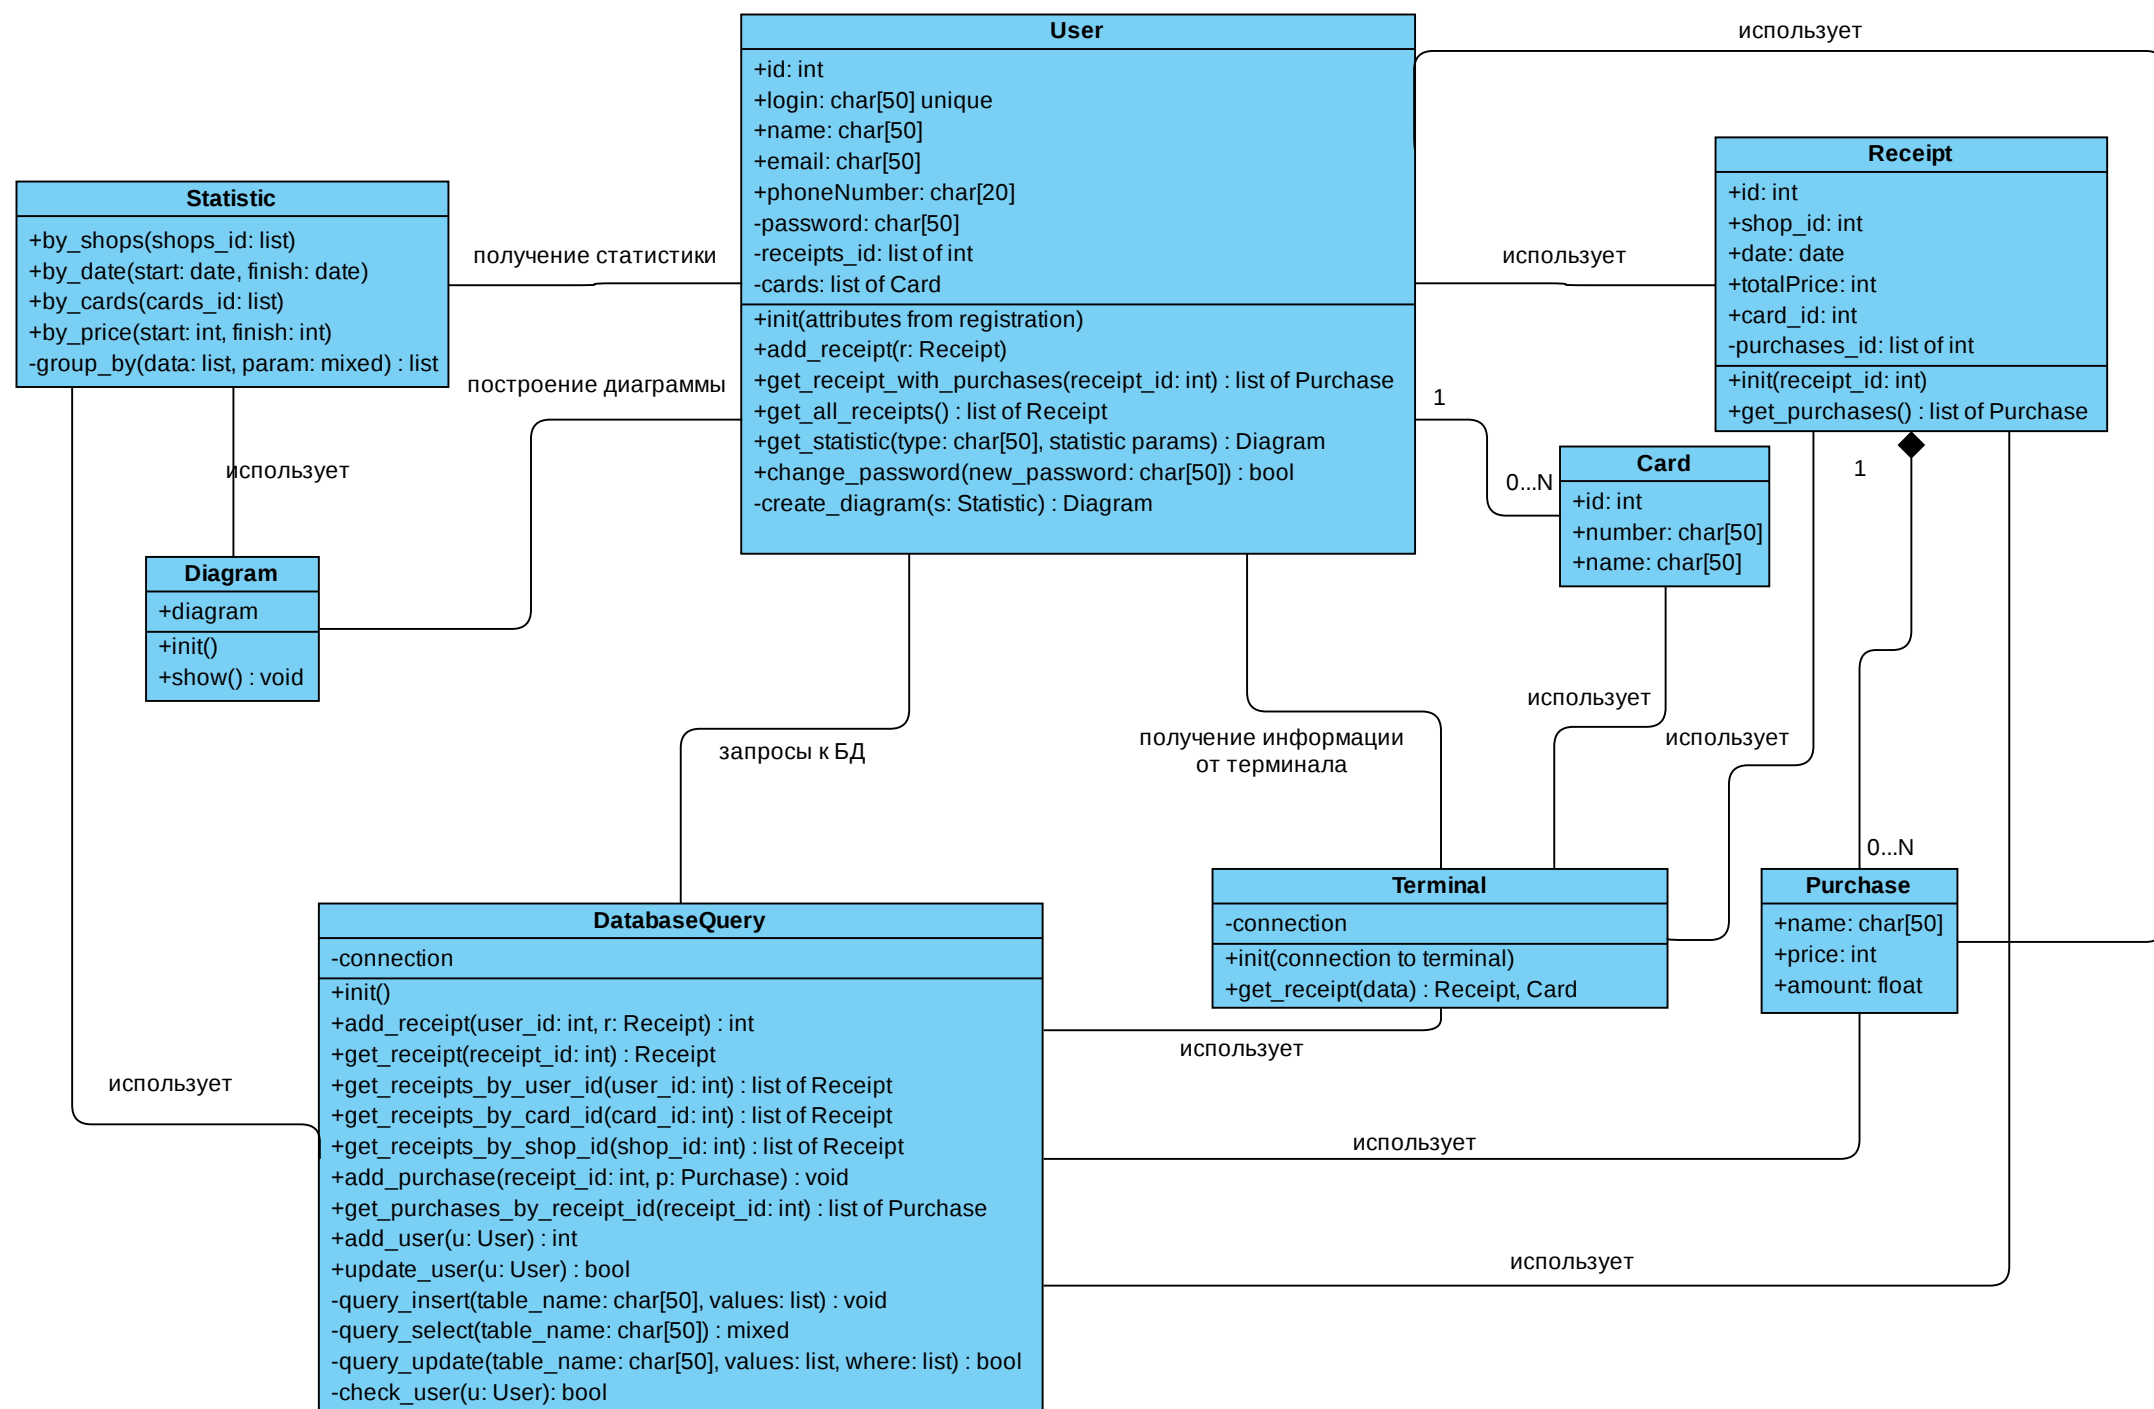 User
+id: int
+login: char[50] unique
+name: char[50]
+email: char[50]
+phoneNumber: char[20]
-password: char[50]
-receipts_id: list of int
-cards: list of Card
+init(attributes from registration)
+add_receipt(r: Receipt)
+get_receipt_with_purchases(receipt_id: int) : list of Purchase
+get_all_receipts() : list of Receipt
+get_statistic(type: char[50], statistic params) : Diagram
+change_password(new_password: char[50]) : bool
-create_diagram(s: Statistic) : Diagram
использует
Receipt
+id: int
+shop_id: int
+date: date
+totalPrice: int
+card_id: int
-purchases_id: list of int
+init(receipt_id: int)
+get_purchases() : list of Purchase
Statistic
+by_shops(shops_id: list)
+by_date(start: date, finish: date)
+by_cards(cards_id: list)
+by_price(start: int, finish: int)
-group_by(data: list, param: mixed) : list
получение статистики
использует
построение диаграммы
1
0...N
1
использует
Card
+id: int
+number: char[50]
+name: char[50]
Diagram
+diagram
+init()
+show() : void
использует
использует
запросы к БД
получение информации
от терминала
0...N
Terminal
-connection
+init(connection to terminal)
+get_receipt(data) : Receipt, Card
Purchase
+name: char[50]
+price: int
+amount: float
DatabaseQuery
-connection
+init()
+add_receipt(user_id: int, r: Receipt) : int
+get_receipt(receipt_id: int) : Receipt
+get_receipts_by_user_id(user_id: int) : list of Receipt
+get_receipts_by_card_id(card_id: int) : list of Receipt
+get_receipts_by_shop_id(shop_id: int) : list of Receipt
+add_purchase(receipt_id: int, p: Purchase) : void
+get_purchases_by_receipt_id(receipt_id: int) : list of Purchase
+add_user(u: User) : int
+update_user(u: User) : bool
-query_insert(table_name: char[50], values: list) : void
-query_select(table_name: char[50]) : mixed
-query_update(table_name: char[50], values: list, where: list) : bool
-check_user(u: User): bool
использует
использует
использует
использует